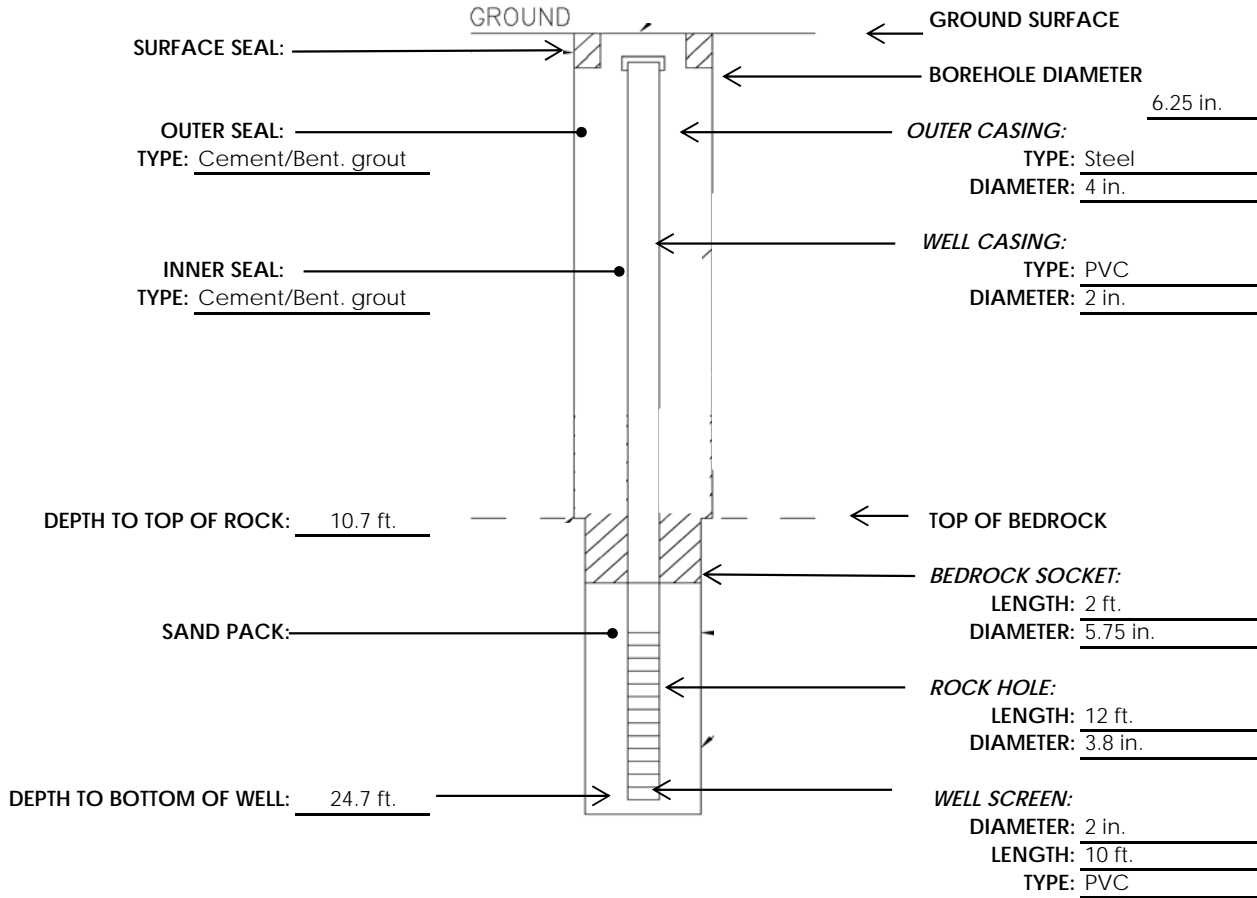 GROUND
GROUND SURFACE
SURFACE SEAL:
BOREHOLE DIAMETER
6.25 in.
OUTER SEAL:
TYPE: Cement/Bent. grout
OUTER CASING:
TYPE: Steel
DIAMETER: 4 in.
WELL CASING:
TYPE: PVC
DIAMETER: 2 in.
INNER SEAL:
TYPE: Cement/Bent. grout
DEPTH TO TOP OF ROCK: 10.7 ft.
TOP OF BEDROCK
BEDROCK SOCKET:
LENGTH: 2 ft.
DIAMETER: 5.75 in.
SAND PACK:
ROCK HOLE:
LENGTH: 12 ft.
DIAMETER: 3.8 in.
DEPTH TO BOTTOM OF WELL: 24.7 ft.
WELL SCREEN:
DIAMETER: 2 in.
LENGTH: 10 ft.
TYPE: PVC